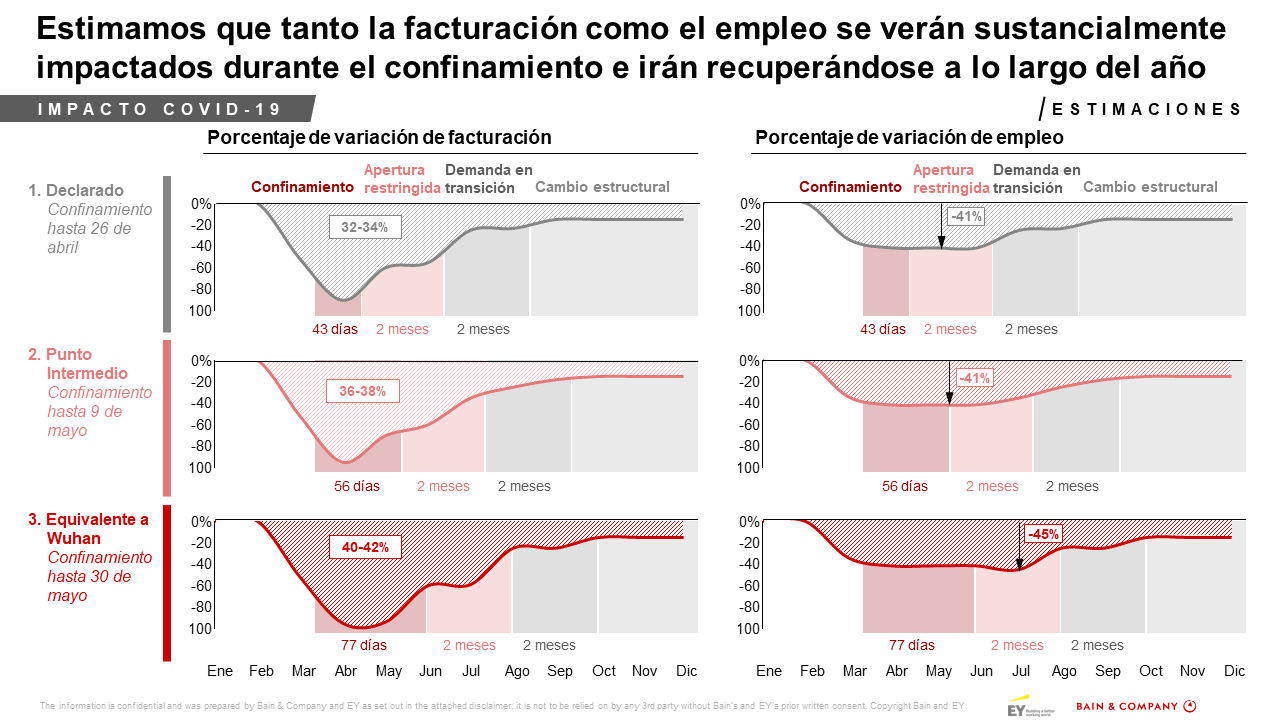 Estimamos que tanto la facturación como el empleo se verán sustancialmente
impactados durante el confinamiento e irán recuperándose a lo largo del año
IMPACTO COVID-19
ESTIMACIONES
Porcentaje de variación de facturación
Porcentaje de variación de empleo
1. Declarado
Confinamiento
hasta 26 de
abril
Confinamiento
Apertura
restringida
Demanda en
transición
Cambio estructural
0%
-20
-40
-60
-80
100
32-34%
43 días
2 meses
2 meses
Confinamiento
Apertura
restringida
Demanda en
transición
Cambio estructural
0%
-20
-40
-60
-80
100
-41%
43 días
2 meses
2 meses
2. Punto
Intermedio
Confinamiento
hasta 9 de
mayo
0%
-20
-40
-60
-80
100
36-38%
56 días
2 meses
2 meses
0%
-20
-40
-60
-80
100
-41%
56 días
2 meses
2 meses
3. Equivalente a
Wuhan
Confinamiento
hasta 30 de
mayo
0%
-20
-40
-60
-80
100
40-42%
77 días
2 meses
2 meses
0%
-20
-40
-60
-80
100
-45%
77 días
2 meses
2 meses
Ene Feb Mar Abr May Jun Jul Ago Sep Oct Nov Dic
Ene Feb Mar Abr May Jun Jul Ago Sep Oct Nov Dic
The information is confidential and was prepared by Bain & Company and EY as set out in the attached disclaimer; it is not to be relied on by any 3rd party without Bain's and EY's prior written consent. Copyright Bain and EY.
EY
Building a better
working world
BAIN & COMPANY